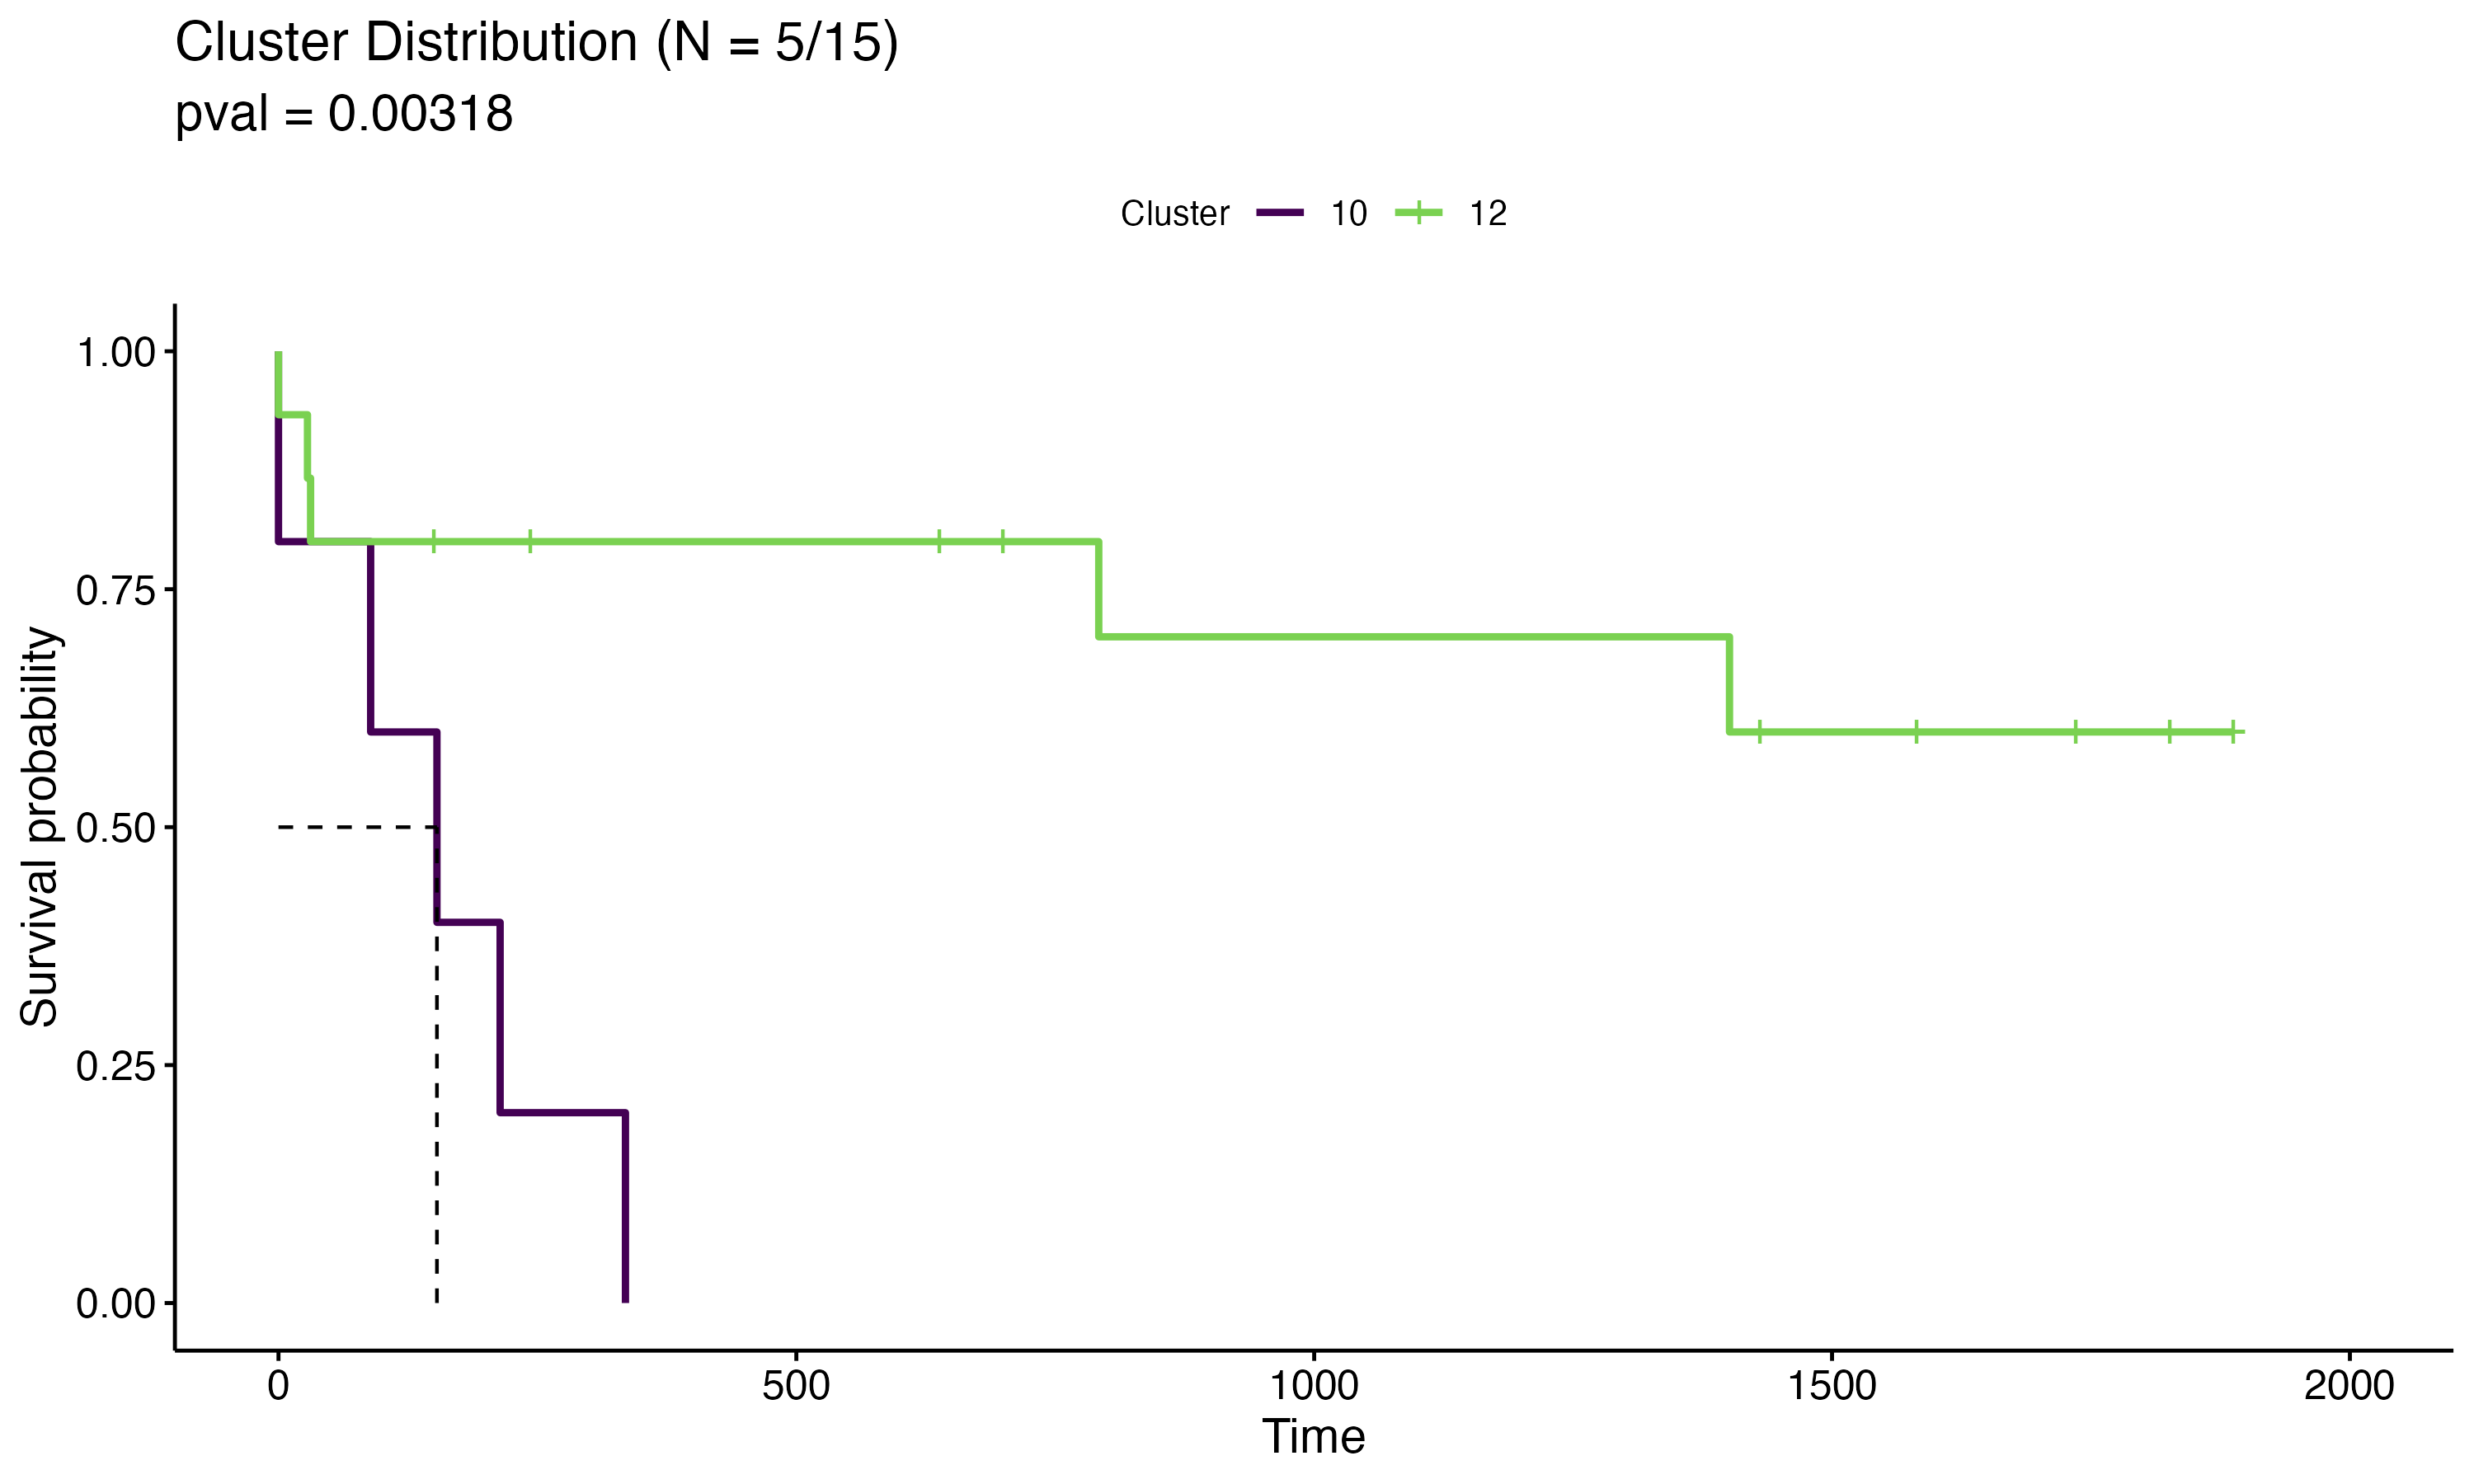 Cluster Distribution (N = 5/15)
pval = 0.00318
Cluster 10 12
1.00
0.75
0.50
0.25
0.00
Survival probability
0 500 1000 1500 2000
Time